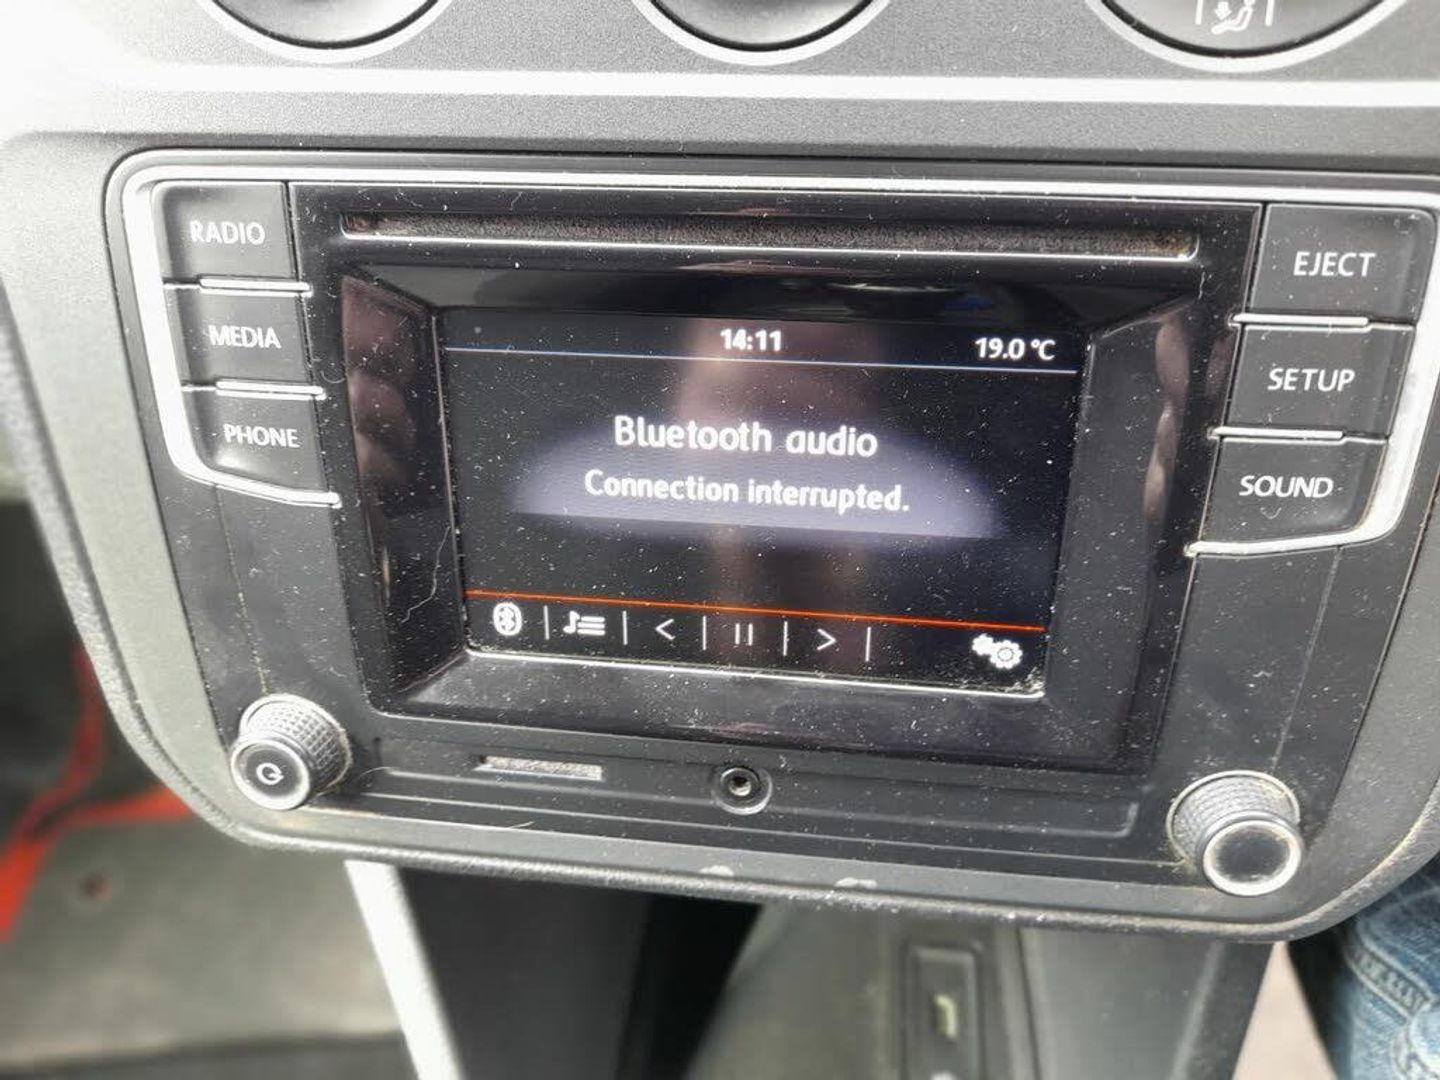 RADIO
MEDIA
PHONE
EJECT
SETUP
SOUND
14:11
19.0 °C
Bluetooth audio
Connection interrupted.